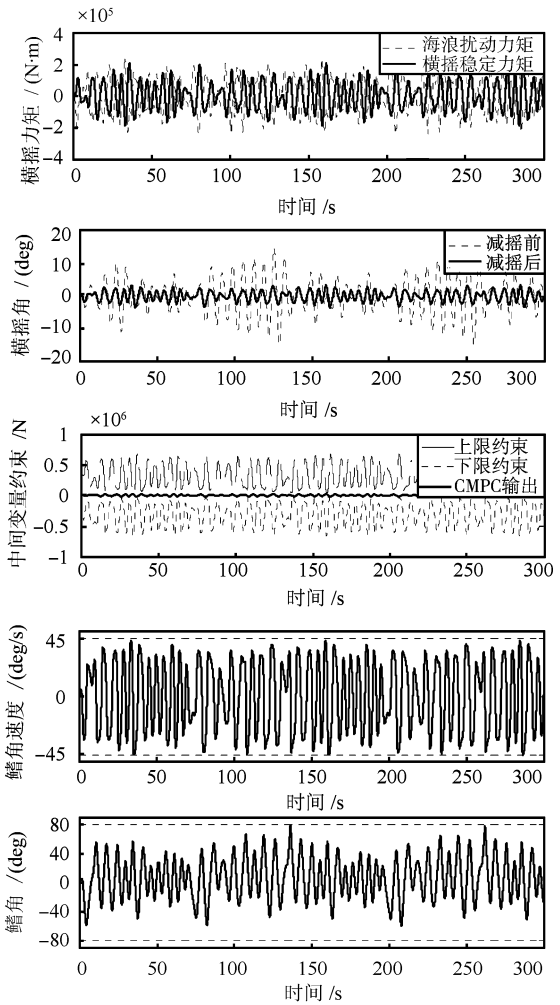 ×10⁵
4
海浪扰动力矩
横摇稳定力矩
2
0
−2
−4
横摇力矩 / (N·m)
0 50 100 150 200 250 300
时间 /s
20
减摇前
减摇后
10
0
−10
−20
横摇角 / (deg)
0 50 100 150 200 250 300
时间 /s
×10⁶
1
上限约束
下限约束
CMPC输出
0.5
0
−0.5
−1
中间变量约束 /N
0 50 100 150 200 250 300
时间 /s
45
0
−45
鳍角速度 /(deg/s)
0 50 100 150 200 250 300
时间 /s
80
40
0
−40
−80
鳍角 /(deg)
0 50 100 150 200 250 300
时间 /s